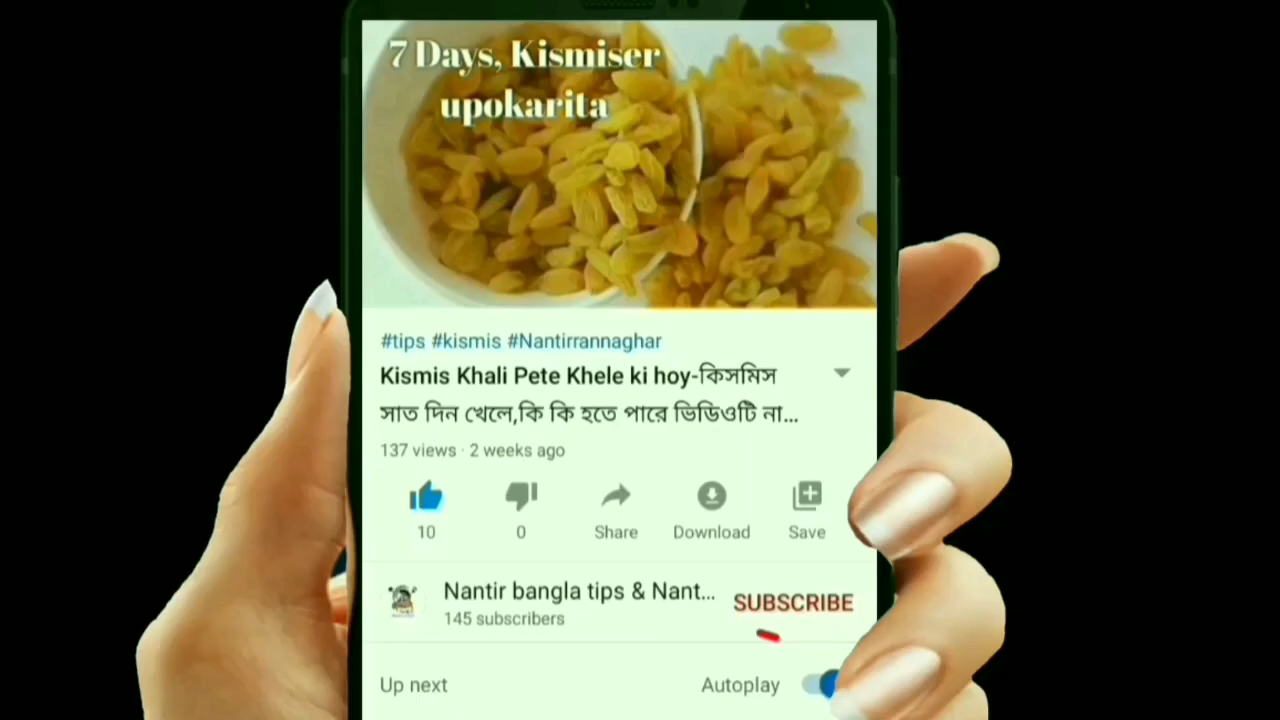 7 Days, Kismiser
upokarita
#tips #kismis #Nantirrannaghar
Kismis Khali Pete Khele ki hoy-কিসমিস
সাত দিন খেলে,কি কি হতে পারে ভিডিওটি না...
137 views · 2 weeks ago
10
0
Share
Download
Save
Nantir bangla tips & Nant...
SUBSCRIBE
145 subscribers
Up next
Autoplay